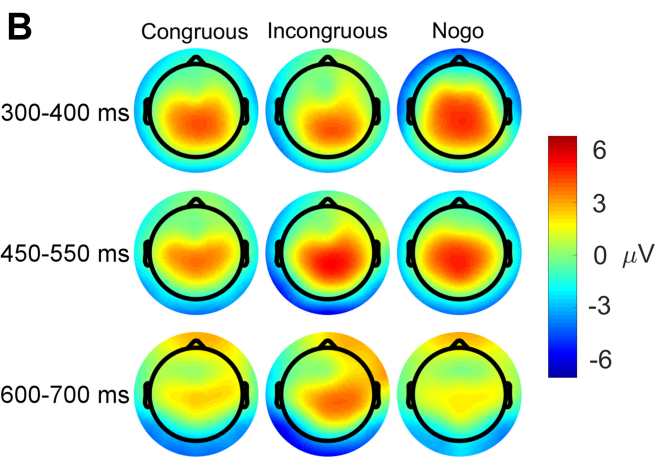 B
Congruous Incongruous Nogo
300-400 ms
450-550 ms
600-700 ms
6
3
0 μV
-3
-6